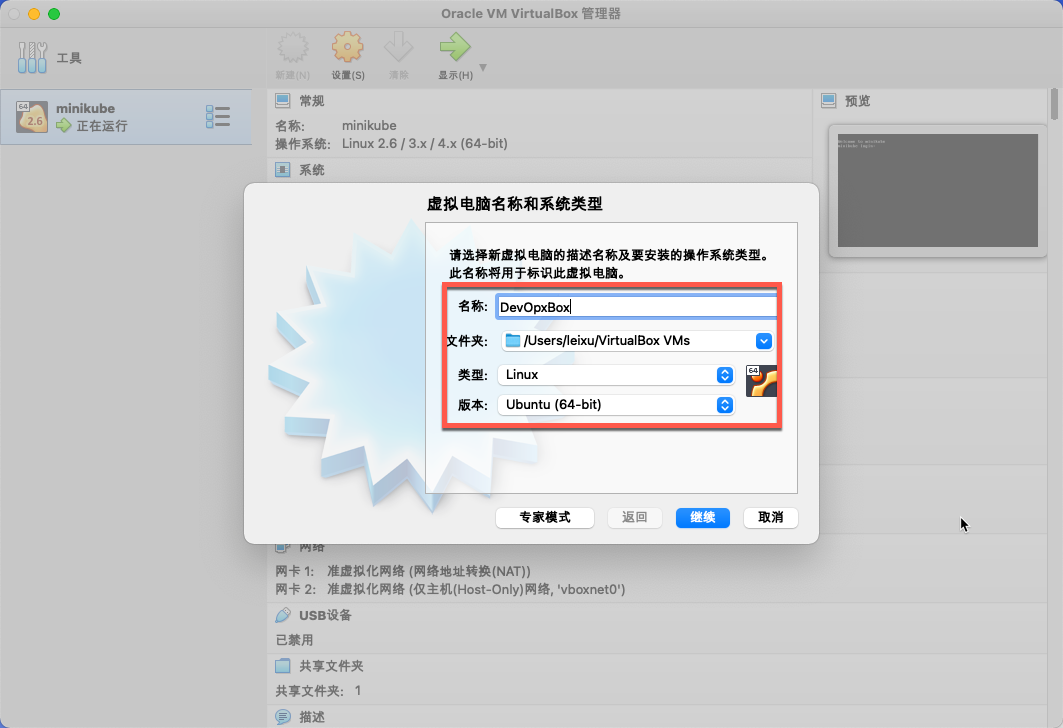 Oracle VM VirtualBox 管理器
工具
新建(N)
设置(S)
清除
显示(H)
64
2.6
minikube
正在运行
常规
名称: minikube
操作系统: Linux 2.6 / 3.x / 4.x (64-bit)
系统
预览
Welcome to minikube
minikube login:
虚拟电脑名称和系统类型
请选择新虚拟电脑的描述名称及要安装的操作系统类型。
此名称将用于标识此虚拟电脑。
名称: DevOpxBox
文件夹: /Users/leixu/VirtualBox VMs
类型: Linux
64
版本: Ubuntu (64-bit)
专家模式
返回
继续
取消
网络
网卡 1: 准虚拟化网络 (网络地址转换(NAT))
网卡 2: 准虚拟化网络 (仅主机(Host-Only)网络, 'vboxnet0')
USB设备
已禁用
共享文件夹
共享文件夹: 1
描述